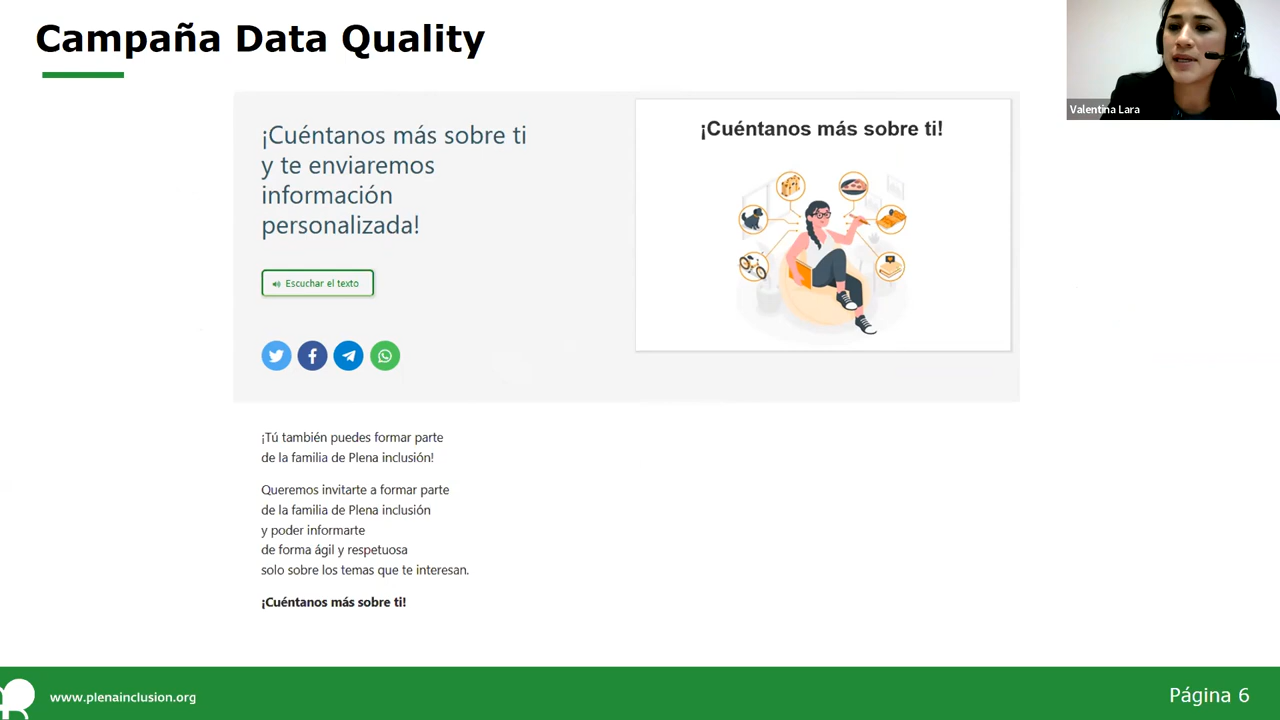 Campaña Data Quality
Valentina Lara
¡Cuéntanos más sobre ti
y te enviaremos
información
personalizada!
Escuchar el texto
¡Cuéntanos más sobre ti!
¡Tú también puedes formar parte
de la familia de Plena inclusión!
Queremos invitarte a formar parte
de la familia de Plena inclusión
y poder informarte
de forma ágil y respetuosa
solo sobre los temas que te interesan.
¡Cuéntanos más sobre ti!
www.plenainclusion.org
Página 6